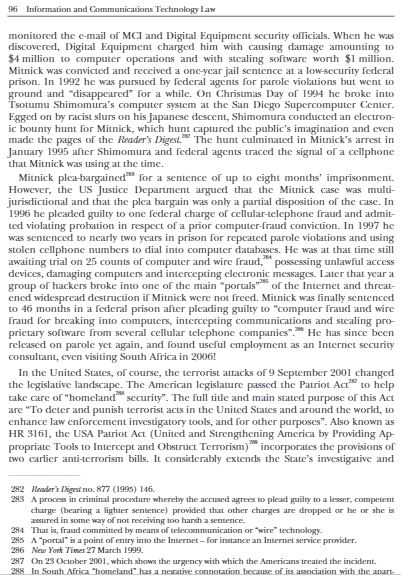 96 Information and Communications Technology Law
monitored the e-mail of MCI and Digital Equipment security officials. When he was
discovered, Digital Equipment charged him with causing damage amounting to
$4 million to computer operations and with stealing software worth $1 million.
Mitnick was convicted and received a one-year jail sentence at a low-security federal
prison. In 1992 he was pursued by federal agents for parole violations but went to
ground and “disappeared” for a while. On Christmas Day of 1994 he broke into
Tsotumu Shimomura’s computer system at the San Diego Supercomputer Center.
Egged on by racist slurs on his Japanese descent, Shimomura conducted an electron-
ic bounty hunt for Mitnick, which hunt captured the public’s imagination and even
made the pages of the Reader’s Digest.282 The hunt culminated in Mitnick’s arrest in
January 1995 after Shimomura and federal agents traced the signal of a cellphone
that Mitnick was using at the time.
Mitnick plea-bargained283 for a sentence of up to eight months’ imprisonment.
However, the US Justice Department argued that the Mitnick case was multi-
jurisdictional and that the plea bargain was only a partial disposition of the case. In
1996 he pleaded guilty to one federal charge of cellular-telephone fraud and admit-
ted violating probation in respect of a prior computer-fraud conviction. In 1997 he
was sentenced to nearly two years in prison for repeated parole violations and using
stolen cellphone numbers to dial into computer databases. He was at that time still
awaiting trial on 25 counts of computer and wire fraud,284 possessing unlawful access
devices, damaging computers and intercepting electronic messages. Later that year a
group of hackers broke into one of the main “portals”285 of the Internet and threat-
ened widespread destruction if Mitnick were not freed. Mitnick was finally sentenced
to 46 months in a federal prison after pleading guilty to “computer fraud and wire
fraud for breaking into computers, intercepting communications and stealing pro-
prietary software from several cellular telephone companies”.286 He has since been
released on parole yet again, and found useful employment as an Internet security
consultant, even visiting South Africa in 2006!
In the United States, of course, the terrorist attacks of 9 September 2001 changed
the legislative landscape. The American legislature passed the Patriot Act287 to help
take care of “homeland288 security”. The full title and main stated purpose of this Act
are “To deter and punish terrorist acts in the United States and around the world, to
enhance law enforcement investigatory tools, and for other purposes”. Also known as
HR 3161, the USA Patriot Act (United and Strengthening America by Providing Ap-
propriate Tools to Intercept and Obstruct Terrorism)289 incorporates the provisions of
two earlier anti-terrorism bills. It considerably extends the State’s investigative and
282 Reader’s Digest no. 877 (1995) 146.
283 A process in criminal procedure whereby the accused agrees to plead guilty to a lesser, competent
charge (bearing a lighter sentence) provided that other charges are dropped or he or she is
assured in some way of not receiving too harsh a sentence.
284 That is, fraud committed by means of telecommunication or “wire” technology.
285 A “portal” is a point of entry into the Internet – for instance an Internet service provider.
286 New York Times 27 March 1999.
287 On 23 October 2001, which shows the urgency with which the Americans treated the incident.
288 In South Africa “homeland” has a negative connotation because of its association with the apart-